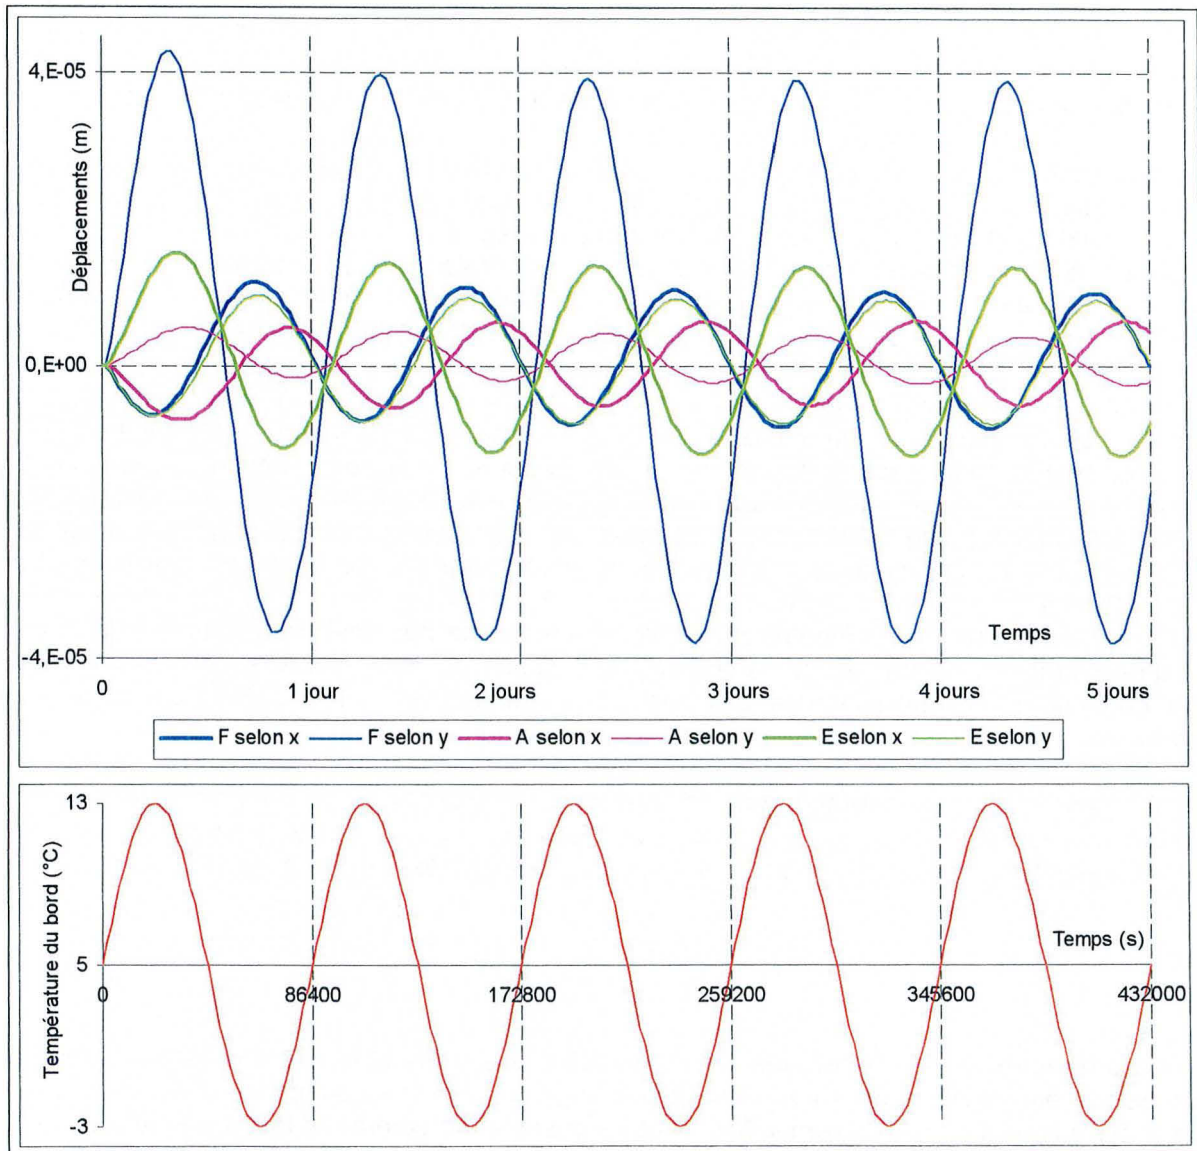 Déplacements (m)
4,E-05
0,E+00
-4,E-05
Temps
0
1 jour
2 jours
3 jours
4 jours
5 jours
F selon x
F selon y
A selon x
A selon y
E selon x
E selon y
Température du bord (°C)
13
5
-3
Temps (s)
0
86400
172800
259200
345600
432000